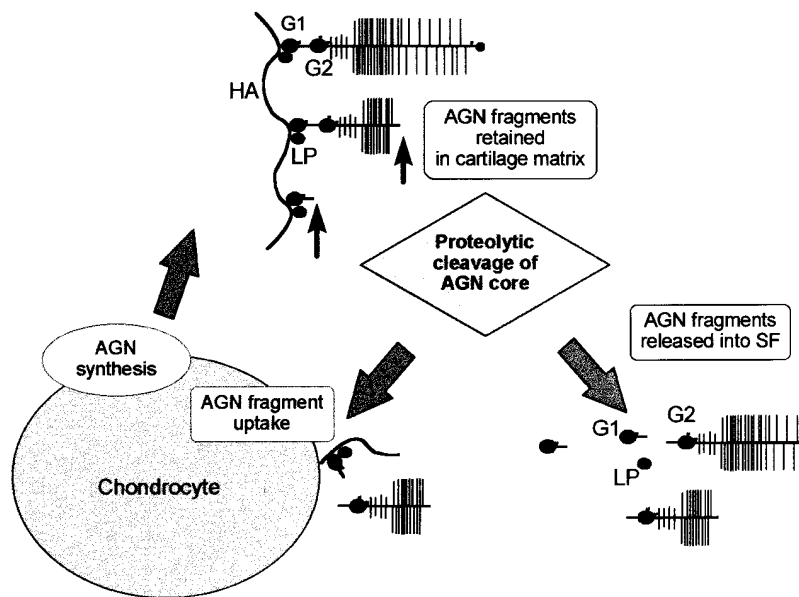 G1
G2
HA
LP
AGN fragments
retained
in cartilage matrix
Proteolytic
cleavage of
AGN core
AGN fragments
released into SF
AGN
synthesis
AGN fragment
uptake
Chondrocyte
G1
G2
LP